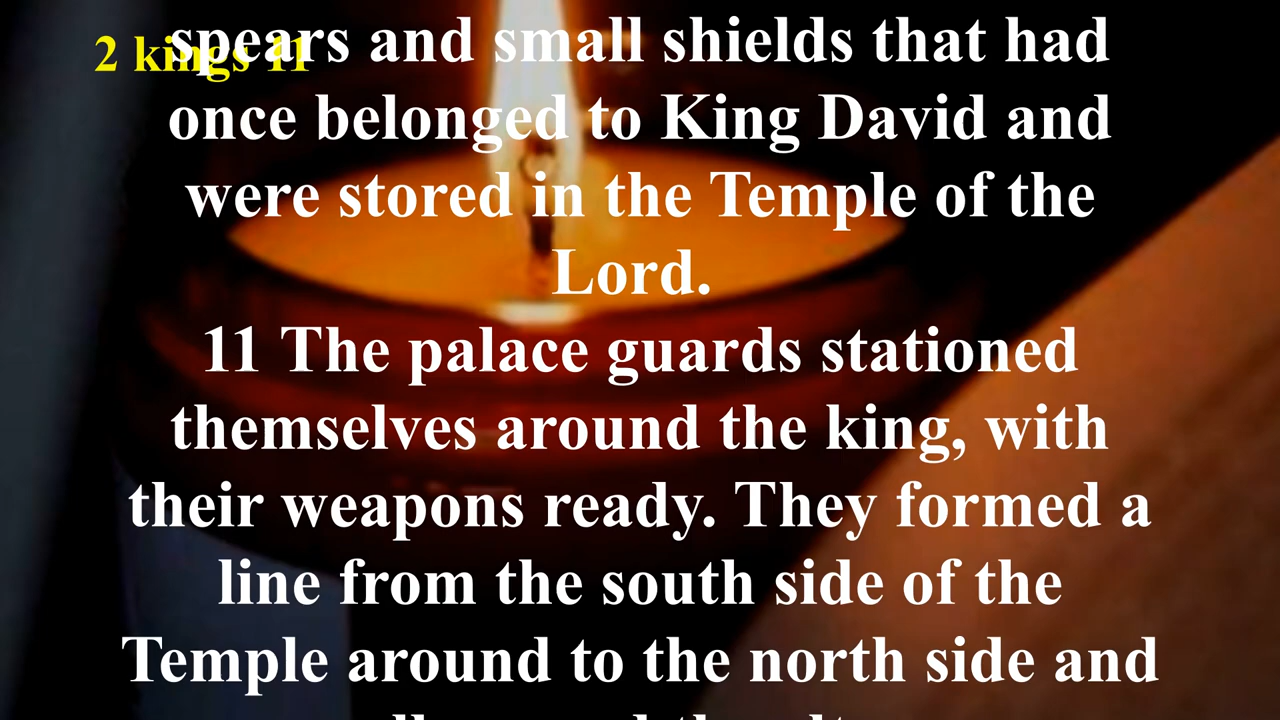 2 kings 11
spears and small shields that had
once belonged to King David and
were stored in the Temple of the
Lord.
11 The palace guards stationed
themselves around the king, with
their weapons ready. They formed a
line from the south side of the
Temple around to the north side and